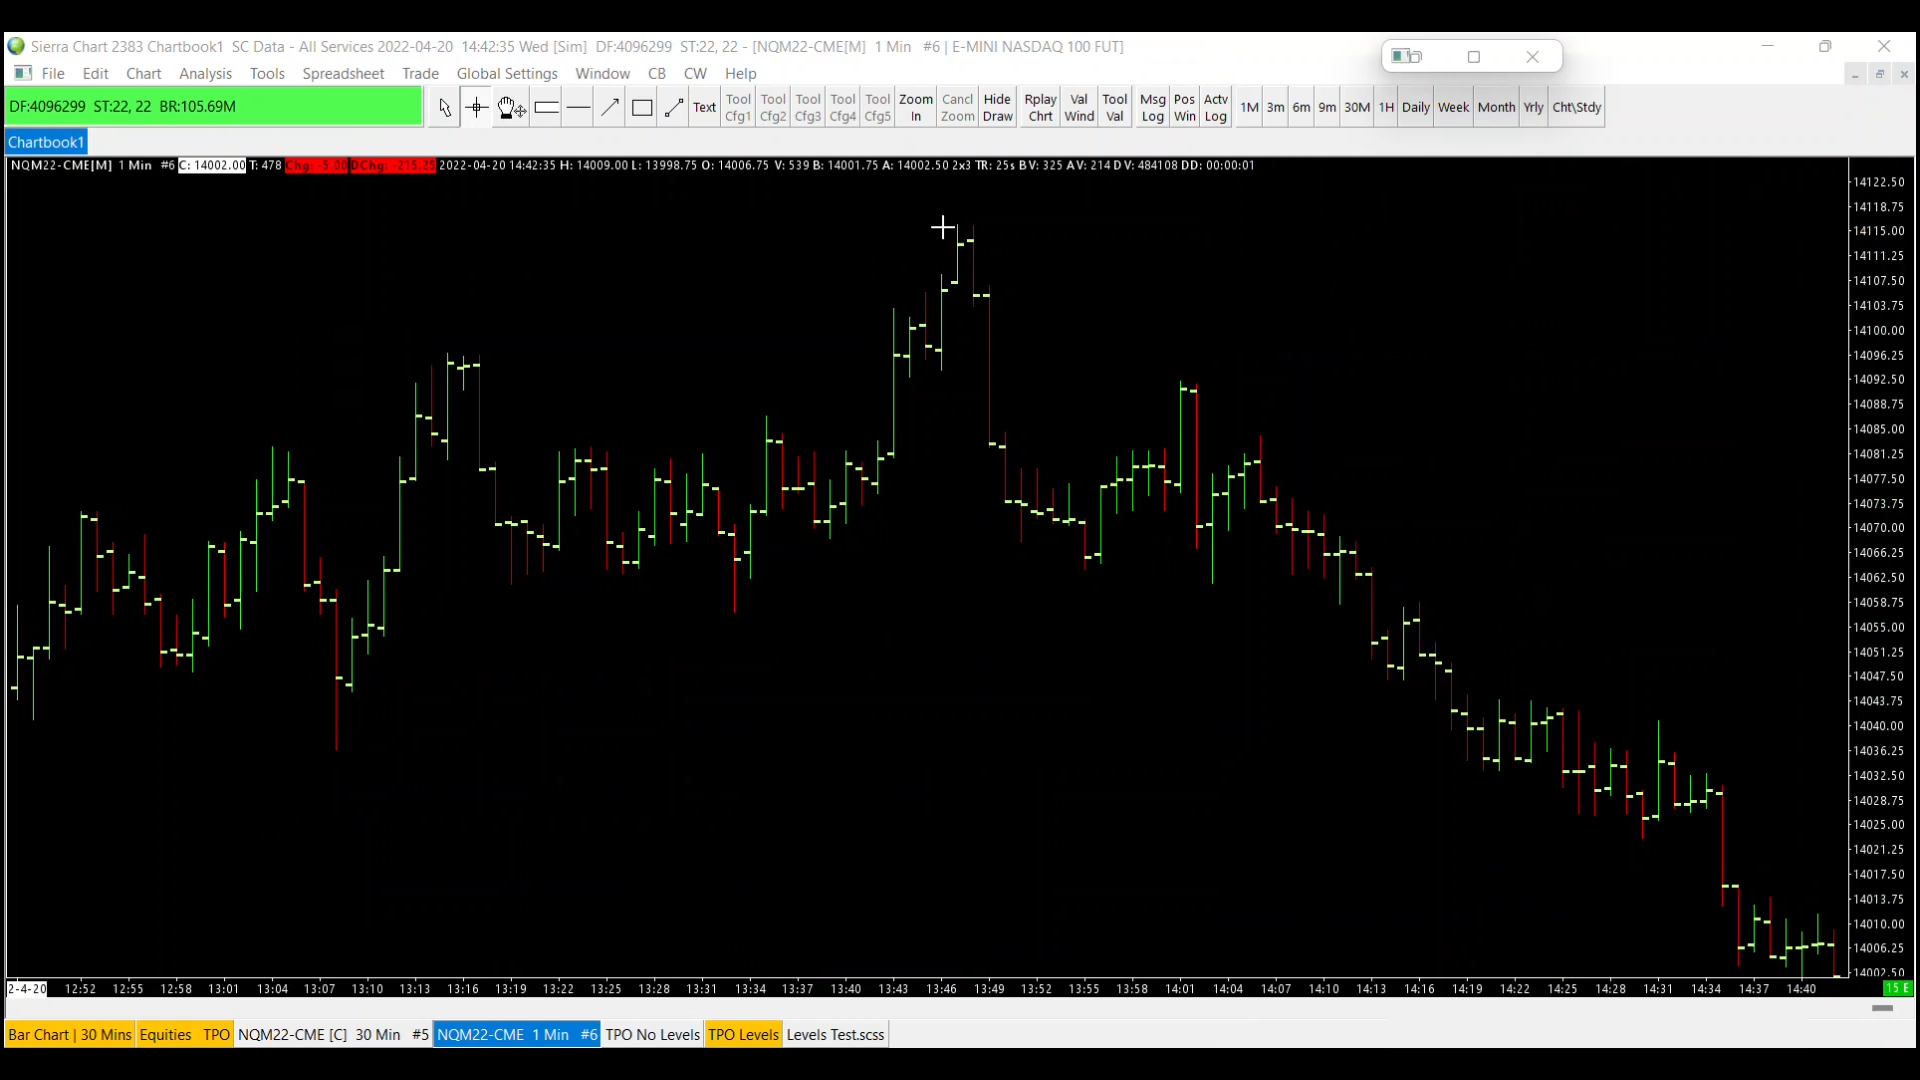 Sierra Chart 2383 Chartbook1 SC Data - All Services 2022-04-20 14:42:35 Wed [Sim] DF:4096299 ST:22, 22 - [NQM22-CME[M] 1 Min #6 | E-MINI NASDAQ 100 FUT]
File Edit Chart Analysis Tools Spreadsheet Trade Global Settings Window CB CW Help
DF:4096299 ST:22, 22 BR:105.69M
Text
Tool Cfg1
Tool Cfg2
Tool Cfg3
Tool Cfg4
Tool Cfg5
Zoom In
Cancl Zoom
Hide Draw
Rplay Chrt
Val Wind
Tool Val
Msg Log
Pos Win
Actv Log
1M 3m 6m 9m 30M 1H Daily Week Month Yrly Cht\Stdy
Chartbook1
NQM22-CME[M] 1 Min #6 C: 14002.00 T: 478 Chg: -5.00 DChg: -215.25 2022-04-20 14:42:35 H: 14009.00 L: 13998.75 O: 14006.75 V: 539 B: 14001.75 A: 14002.50 2x3 TR: 25s BV: 325 AV: 214 DV: 484108 DD: 00:00:01
14122.50
14118.75
14115.00
14111.25
14107.50
14103.75
14100.00
14096.25
14092.50
14088.75
14085.00
14081.25
14077.50
14073.75
14070.00
14066.25
14062.50
14058.75
14055.00
14051.25
14047.50
14043.75
14040.00
14036.25
14032.50
14028.75
14025.00
14021.25
14017.50
14013.75
14010.00
14006.25
14002.50
2-4-20 12:52 12:55 12:58 13:01 13:04 13:07 13:10 13:13 13:16 13:19 13:22 13:25 13:28 13:31 13:34 13:37 13:40 13:43 13:46 13:49 13:52 13:55 13:58 14:01 14:04 14:07 14:10 14:13 14:16 14:19 14:22 14:25 14:28 14:31 14:34 14:37 14:40 15 E
Bar Chart | 30 Mins Equities TPO NQM22-CME [C] 30 Min #5 NQM22-CME 1 Min #6 TPO No Levels TPO Levels Levels Test.scss